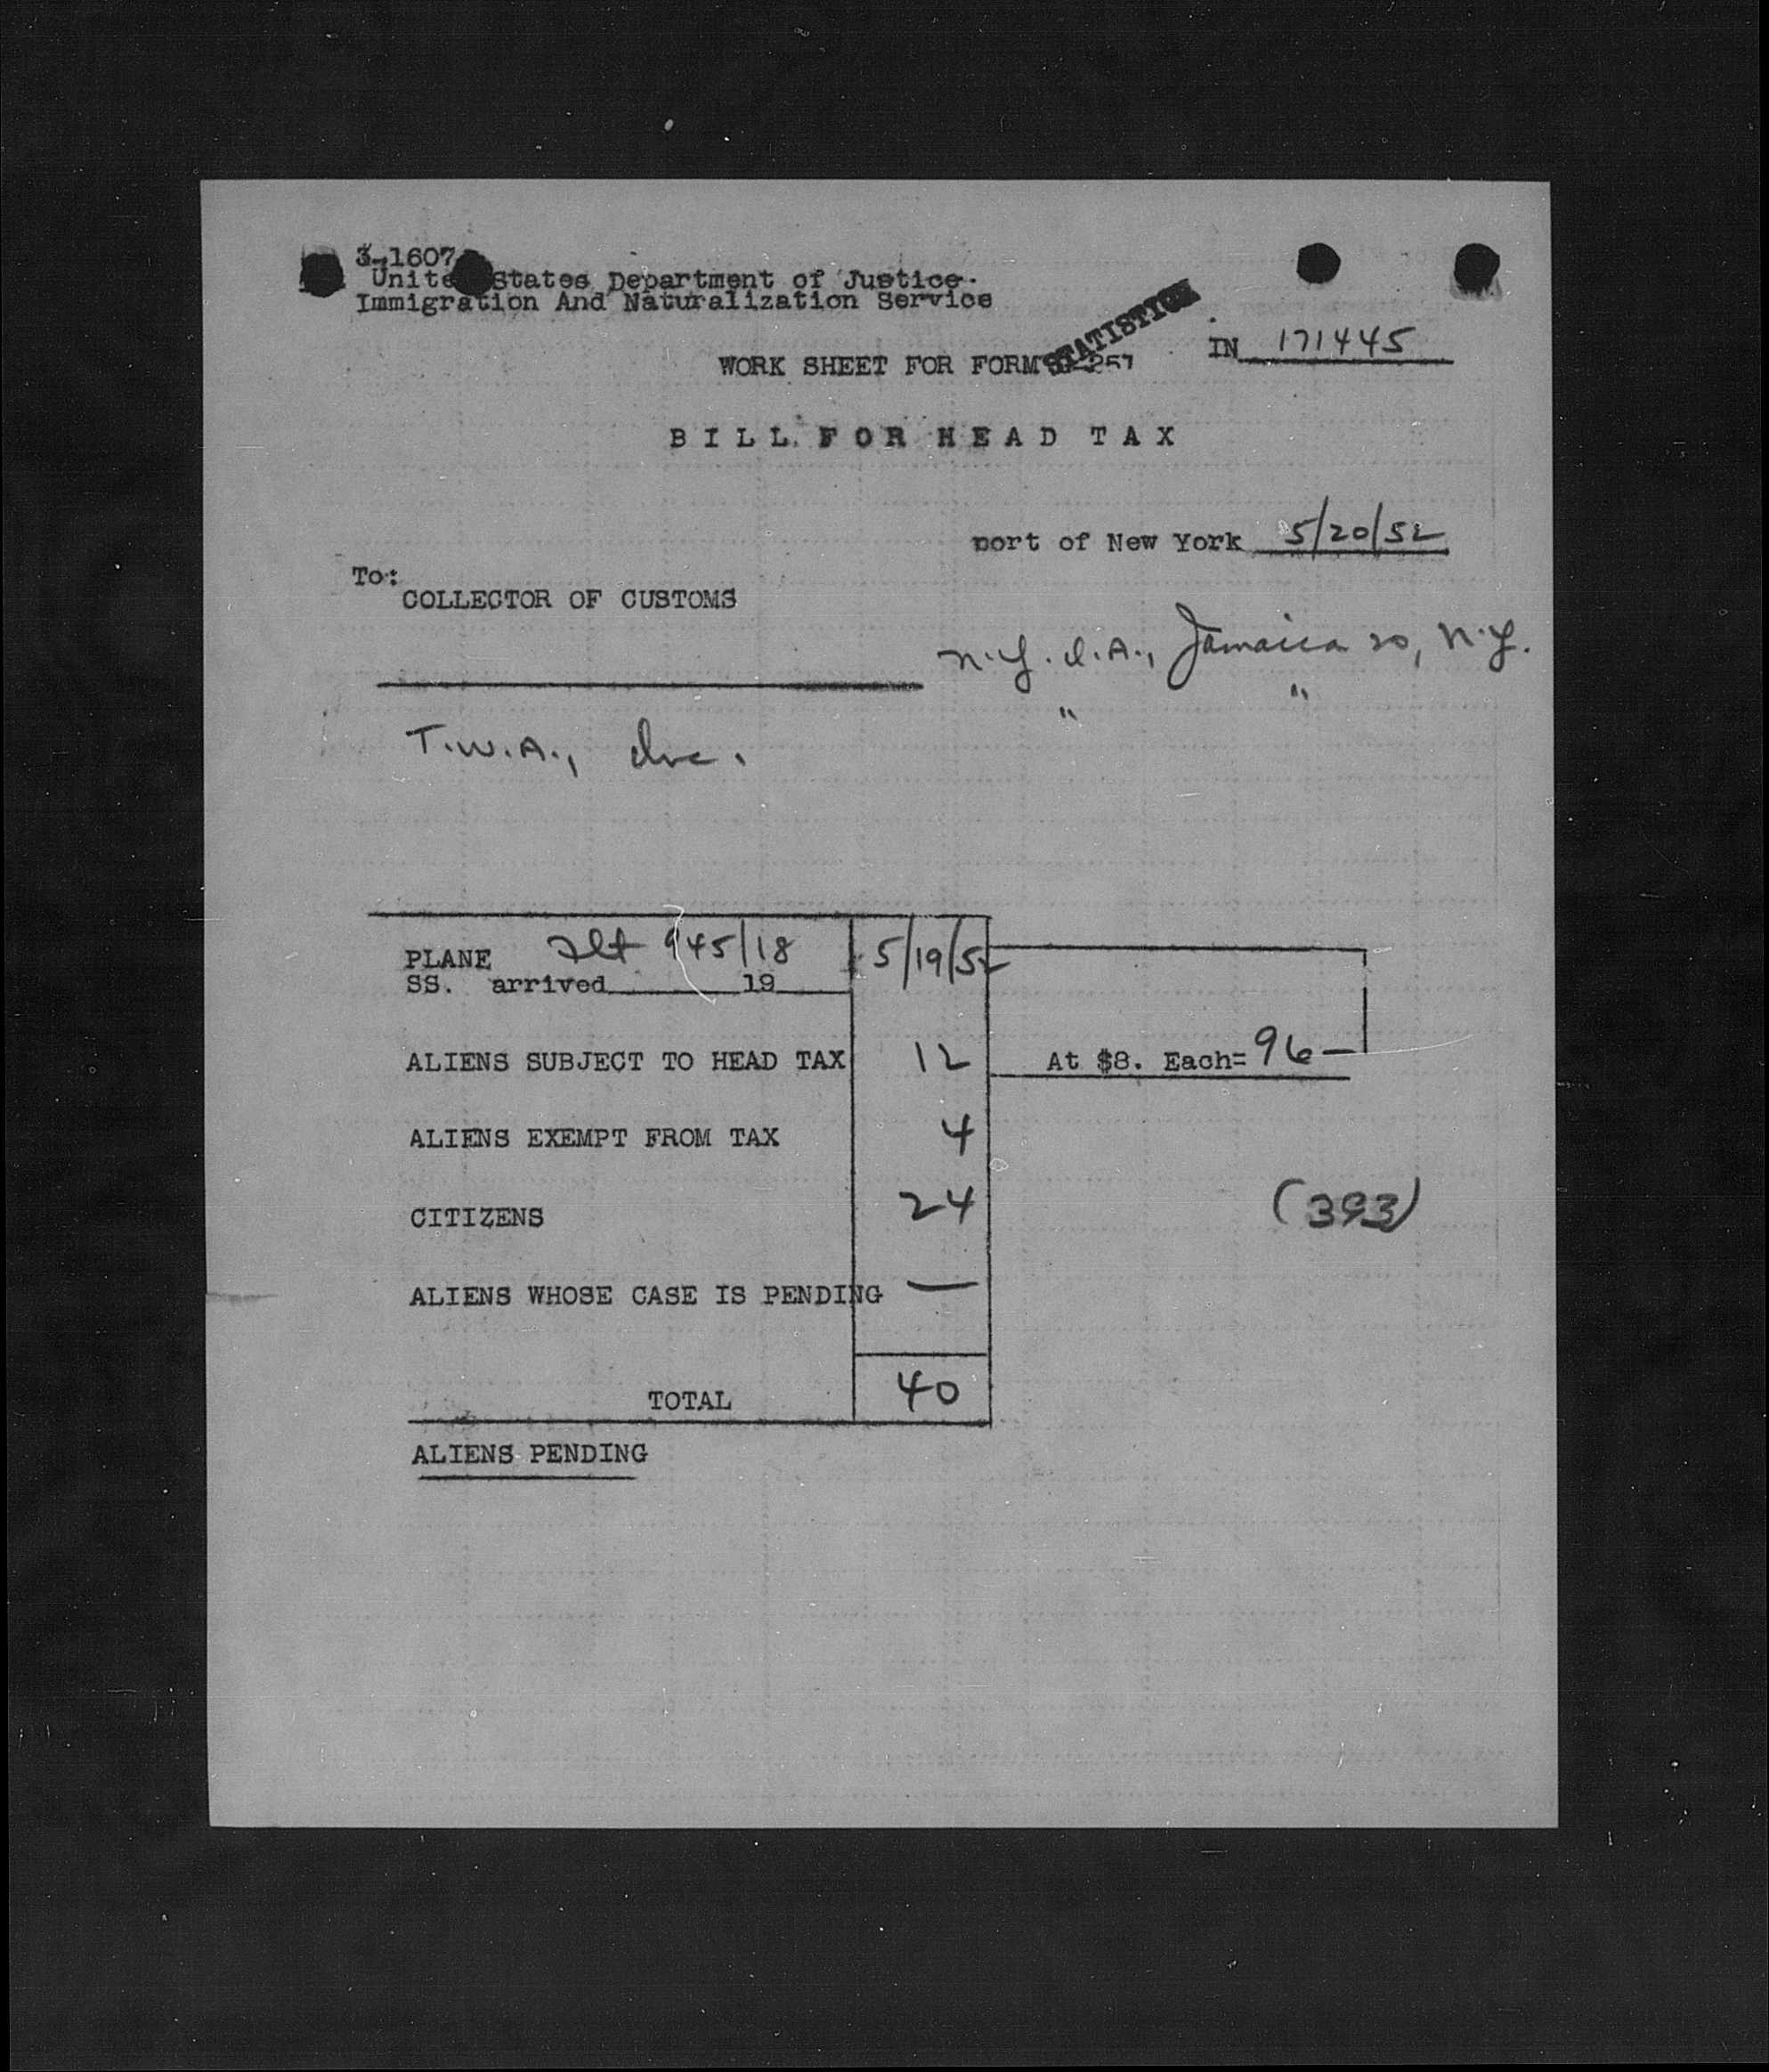 3-1607
United States Department of Justice.
Immigration And Naturalization Service
STATISTICS
IN 171445
WORK SHEET FOR FORM 257
BILL FOR HEAD TAX
port of New York 5/20/52
To:
COLLECTOR OF CUSTOMS
N.Y. I.A., Jamaica 20, N.Y.
" "
T.W.A., Inc.
PLANE Flt 945/18 5/19/52
SS. arrived 19
ALIENS SUBJECT TO HEAD TAX 12 At $8. Each= 96—
ALIENS EXEMPT FROM TAX 4
CITIZENS 24 (393)
ALIENS WHOSE CASE IS PENDING —
TOTAL 40
ALIENS PENDING